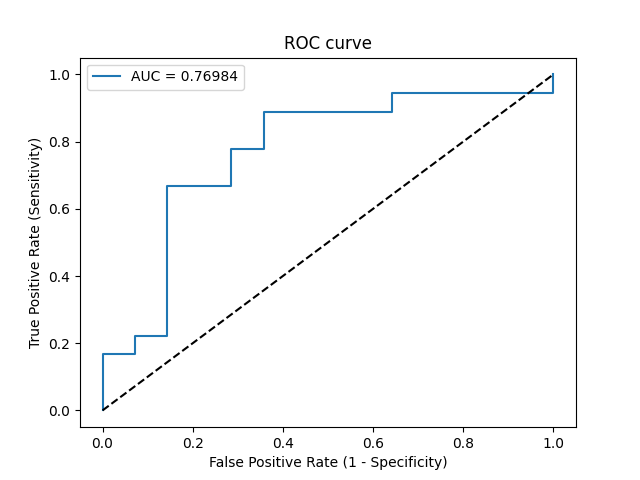 ROC curve
AUC = 0.76984
1.0
0.8
0.6
0.4
0.2
0.0
True Positive Rate (Sensitivity)
0.0 0.2 0.4 0.6 0.8 1.0
False Positive Rate (1 - Specificity)